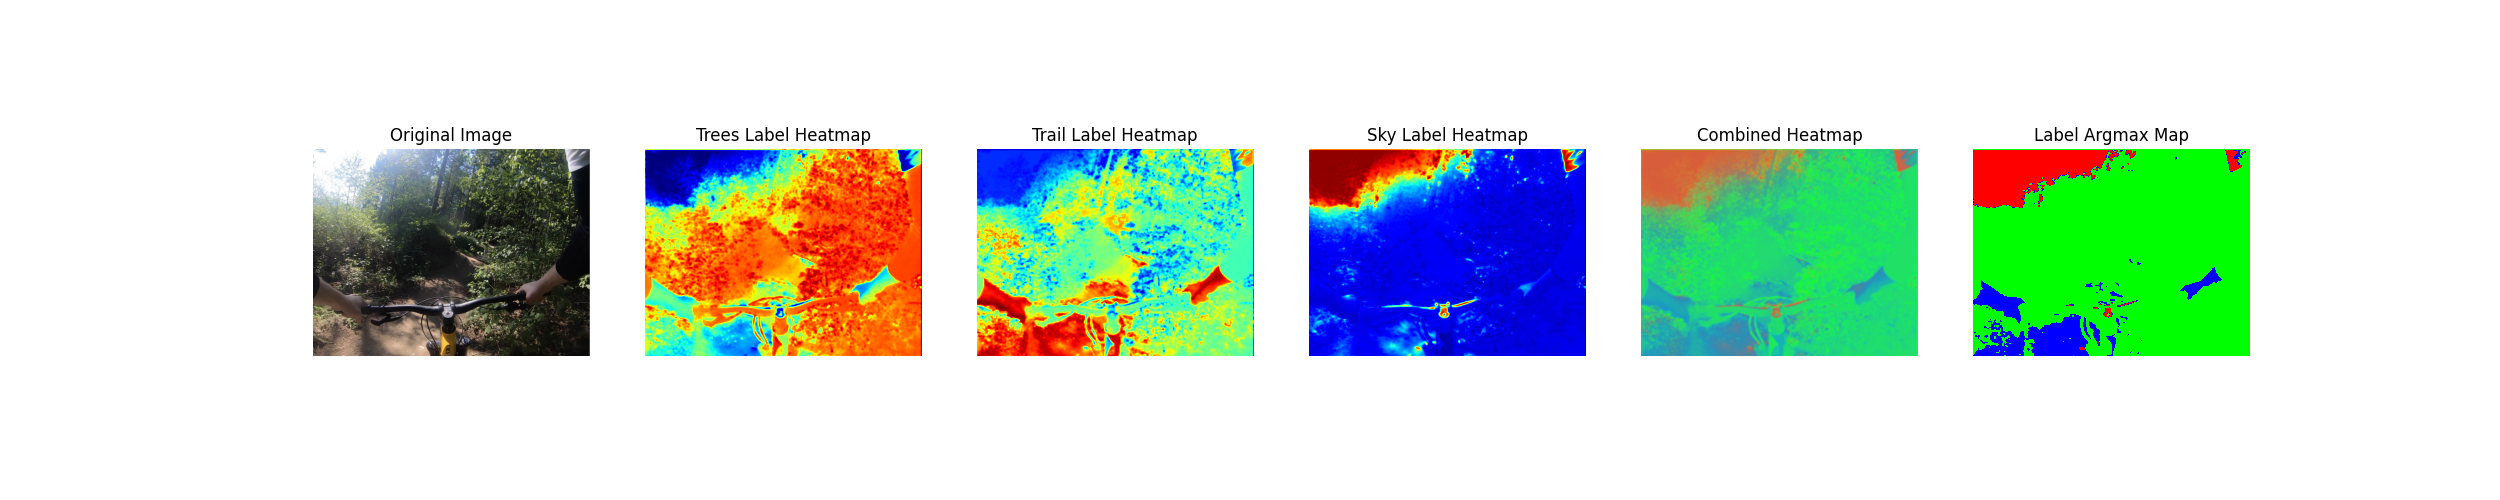 Original Image
Trees Label Heatmap
Trail Label Heatmap
Sky Label Heatmap
Combined Heatmap
Label Argmax Map